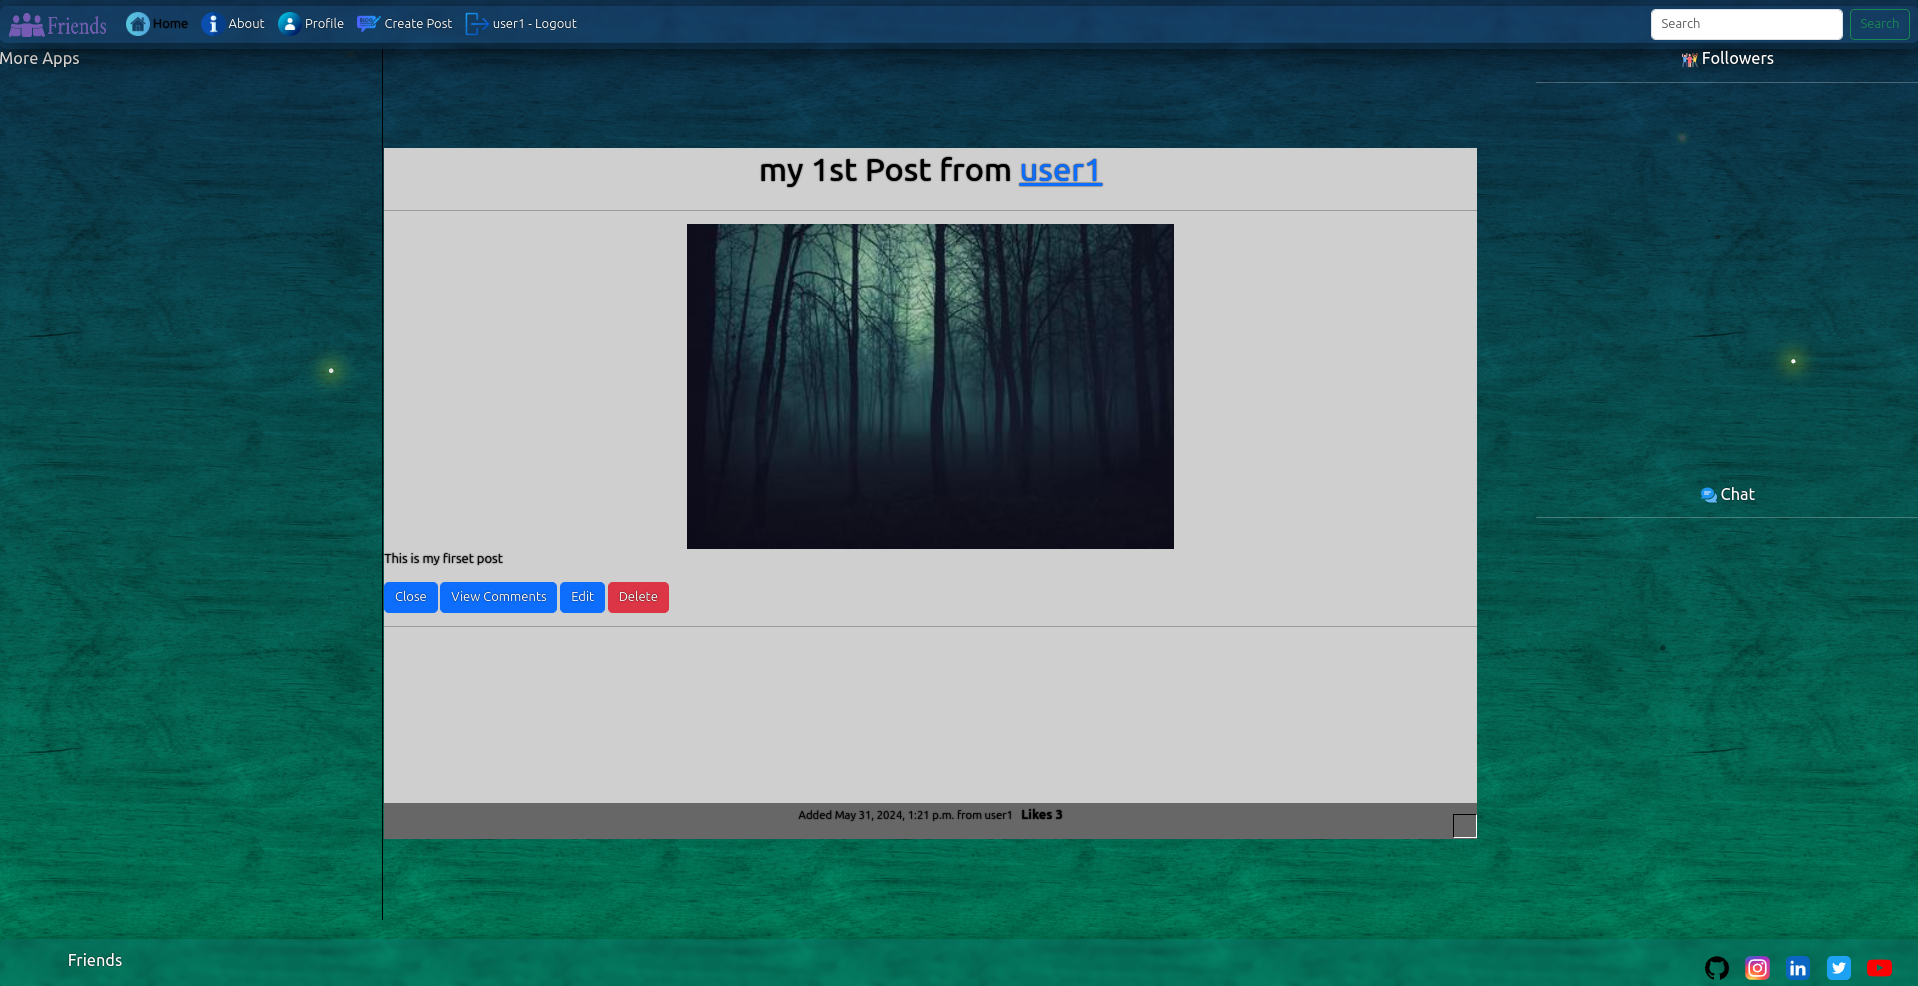 Friends Home About Profile Create Post user1 - Logout Search Search
More Apps
Followers
my 1st Post from user1
Chat
This is my firset post
Close View Comments Edit Delete
Added May 31, 2024, 1:21 p.m. from user1 Likes 3
Friends